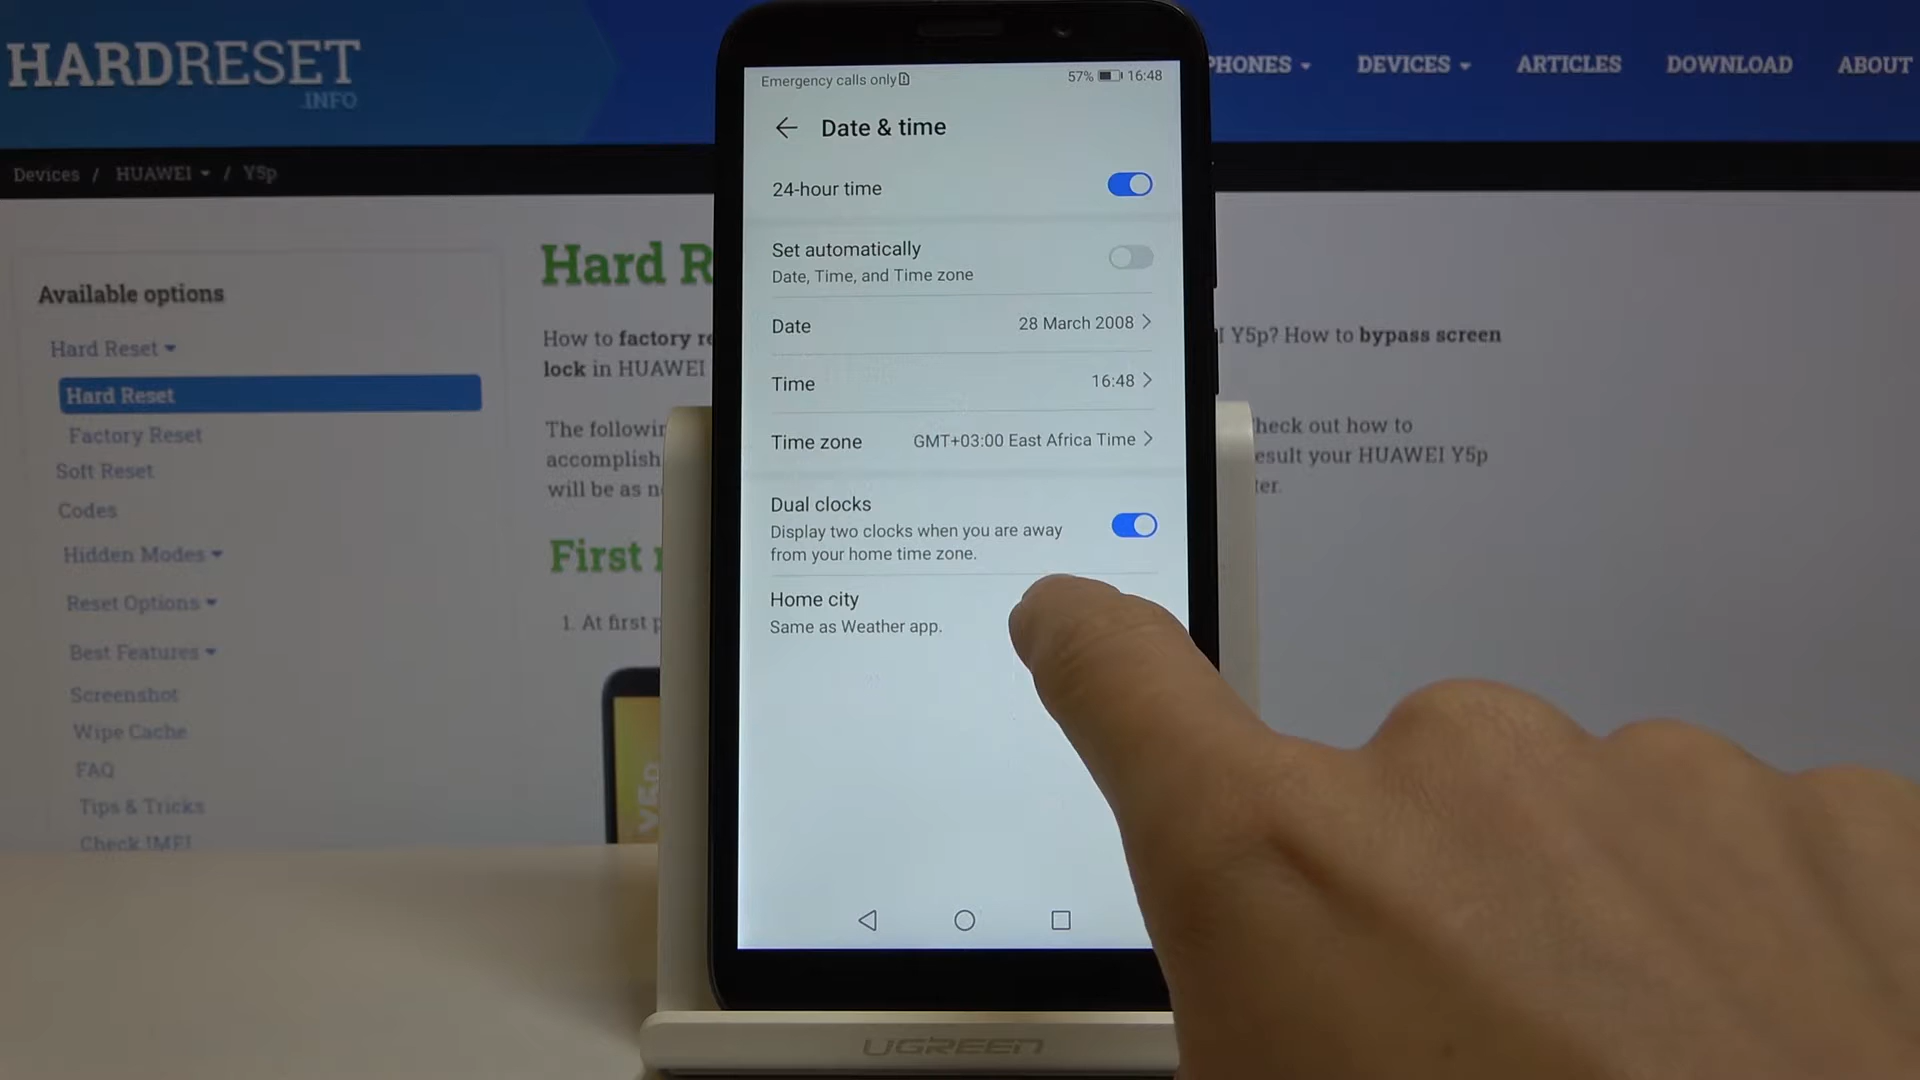 HARDRESET
.INFO
PHONES
DEVICES
ARTICLES
DOWNLOAD
ABOUT
Devices / HUAWEI / Y5p
Available options
Hard Reset
Hard Reset
Factory Reset
Soft Reset
Codes
Hidden Modes
Reset Options
Best Features
Screenshot
Wipe Cache
FAQ
Tips & Tricks
Check IMEI
Hard R
How to factory re
lock in HUAWEI
The followin
accomplish
will be as n
First
1. At first p
Y5p? How to bypass screen
heck out how to
esult your HUAWEI Y5p
ter.
Emergency calls only
57% 16:48
Date & time
24-hour time
Set automatically
Date, Time, and Time zone
Date 28 March 2008
Time 16:48
Time zone GMT+03:00 East Africa Time
Dual clocks
Display two clocks when you are away
from your home time zone.
Home city
Same as Weather app.
UGREEN